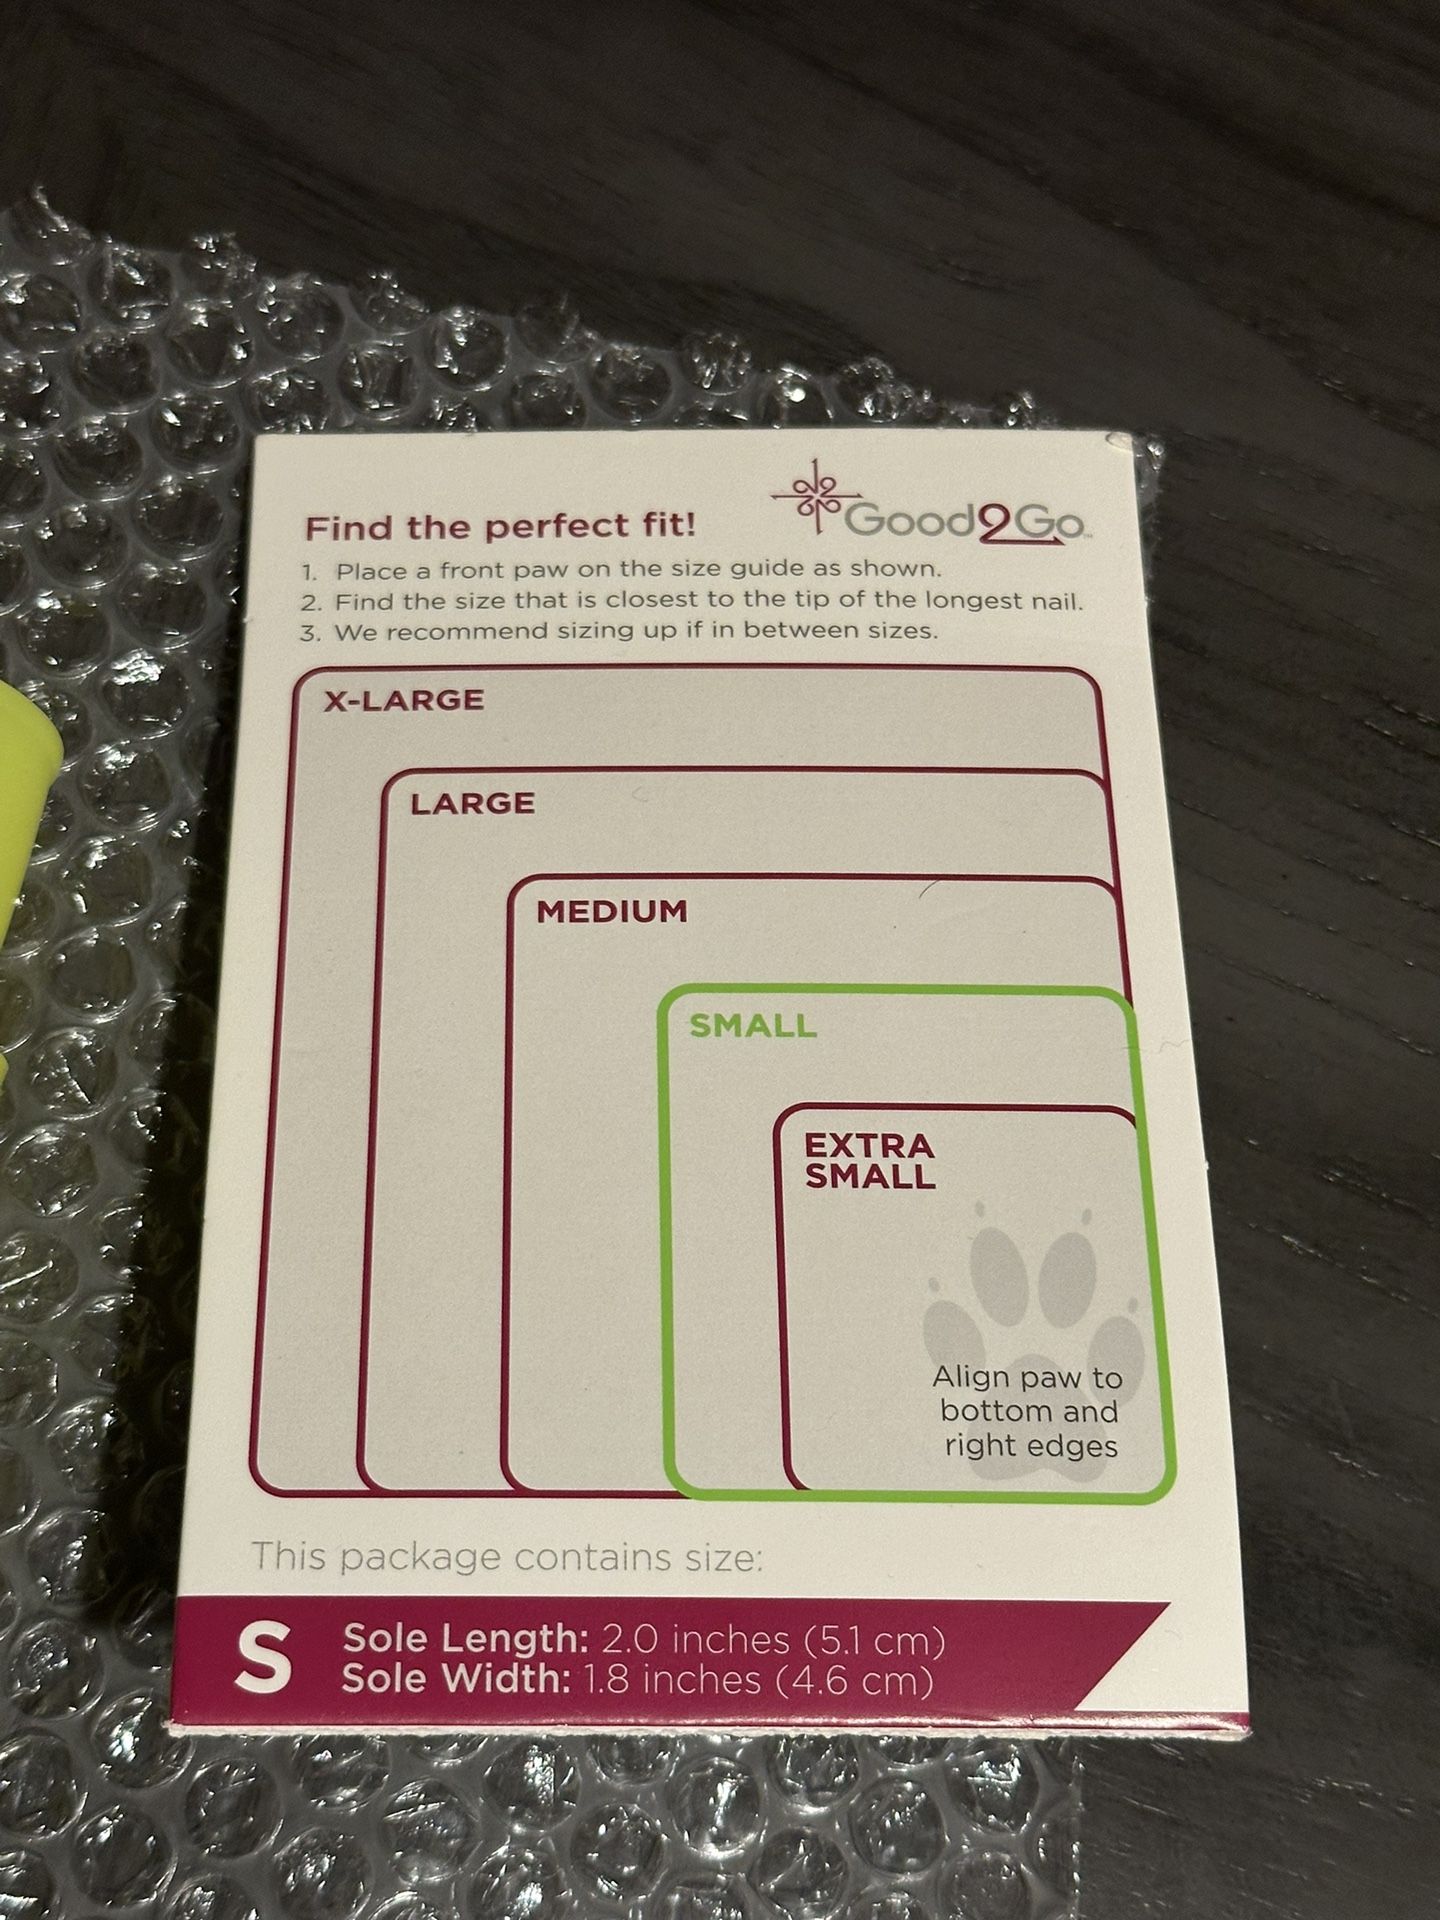 Find the perfect fit!
Good2Go™
1. Place a front paw on the size guide as shown.
2. Find the size that is closest to the tip of the longest nail.
3. We recommend sizing up if in between sizes.
X-LARGE
LARGE
MEDIUM
SMALL
EXTRA
SMALL
Align paw to
bottom and
right edges
This package contains size:
S
Sole Length: 2.0 inches (5.1 cm)
Sole Width: 1.8 inches (4.6 cm)